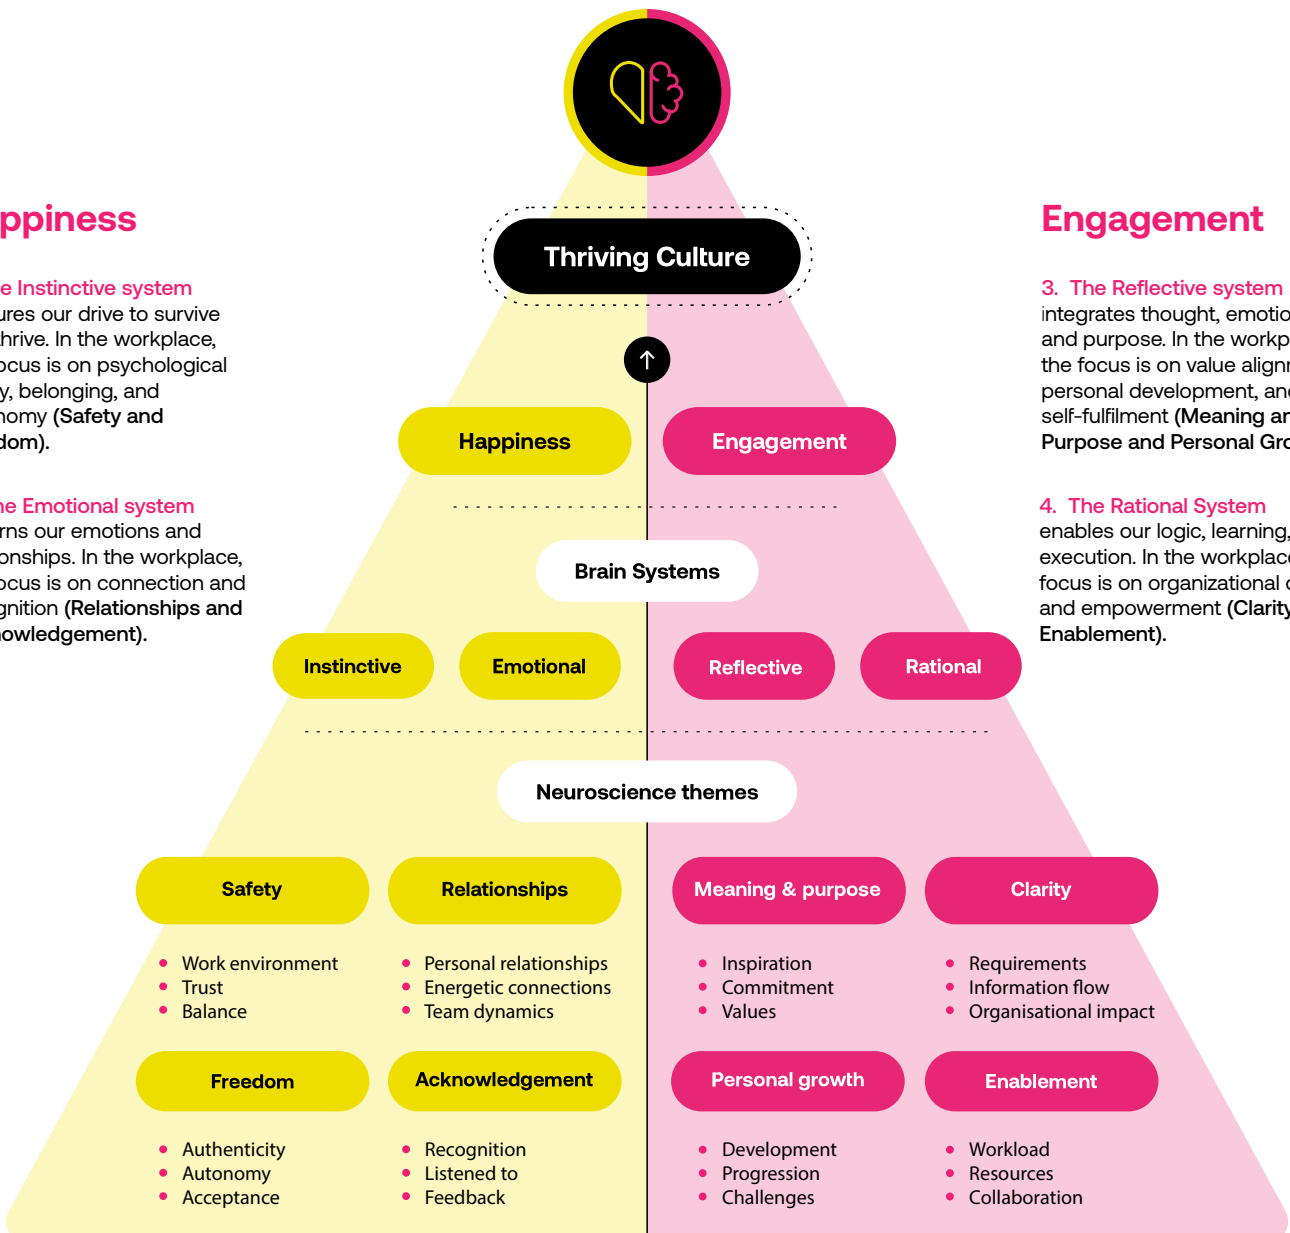 Thriving Culture
ppiness
e Instinctive system
ures our drive to survive
thrive. In the workplace,
ocus is on psychological
y, belonging, and
nomy (Safety and
dom).
he Emotional system
rns our emotions and
onships. In the workplace,
ocus is on connection and
gnition (Relationships and
nowledgement).
Engagement
3. The Reflective system
integrates thought, emotio
and purpose. In the workp
the focus is on value alignm
personal development, and
self-fulfilment (Meaning an
Purpose and Personal Gro
4. The Rational System
enables our logic, learning,
execution. In the workplace
focus is on organizational c
and empowerment (Clarity
Enablement).
Happiness
Engagement
Brain Systems
Instinctive
Emotional
Reflective
Rational
Neuroscience themes
Safety
• Work environment
• Trust
• Balance
Relationships
• Personal relationships
• Energetic connections
• Team dynamics
Meaning & purpose
• Inspiration
• Commitment
• Values
Clarity
• Requirements
• Information flow
• Organisational impact
Freedom
• Authenticity
• Autonomy
• Acceptance
Acknowledgement
• Recognition
• Listened to
• Feedback
Personal growth
• Development
• Progression
• Challenges
Enablement
• Workload
• Resources
• Collaboration